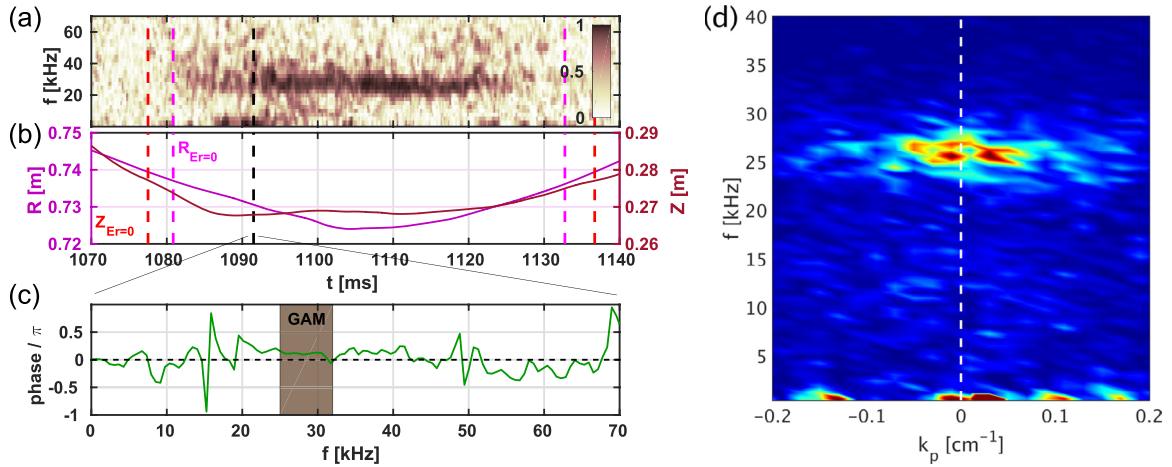 (a)
f [kHz]
60
40
20
1
0.5
0
(b)
R [m]
0.75
0.74
0.73
0.72
R_Er=0
Z_Er=0
0.29
0.28
0.27
0.26
Z [m]
1070 1080 1090 1100 1110 1120 1130 1140
t [ms]
(c)
phase / π
0.5
0
-0.5
-1
GAM
0 10 20 30 40 50 60 70
f [kHz]
(d)
f [kHz]
40
35
30
25
20
15
10
5
-0.2 -0.1 0 0.1 0.2
k_p [cm⁻¹]